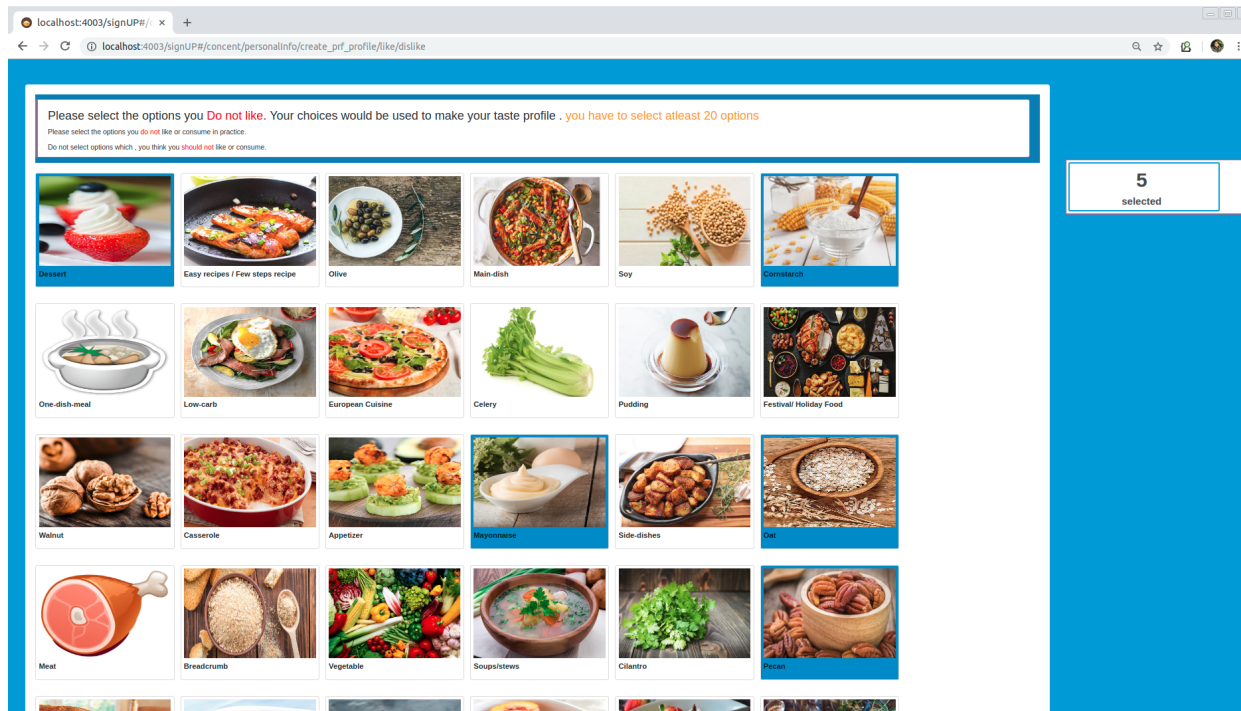 localhost:4003/signUP#/c
localhost:4003/signUP#/concent/personalInfo/create_prf_profile/like/dislike
Please select the options you Do not like. Your choices would be used to make your taste profile . you have to select atleast 20 options
Please select the options you do not like or consume in practice.
Do not select options which , you think you should not like or consume.
5
selected
Dessert
Easy recipes / Few steps recipe
Olive
Main-dish
Soy
Cornstarch
One-dish-meal
Low-carb
European Cuisine
Celery
Pudding
Festival/ Holiday Food
Walnut
Casserole
Appetizer
Mayonnaise
Side-dishes
Oat
Meat
Breadcrumb
Vegetable
Soups/stews
Cilantro
Pecan